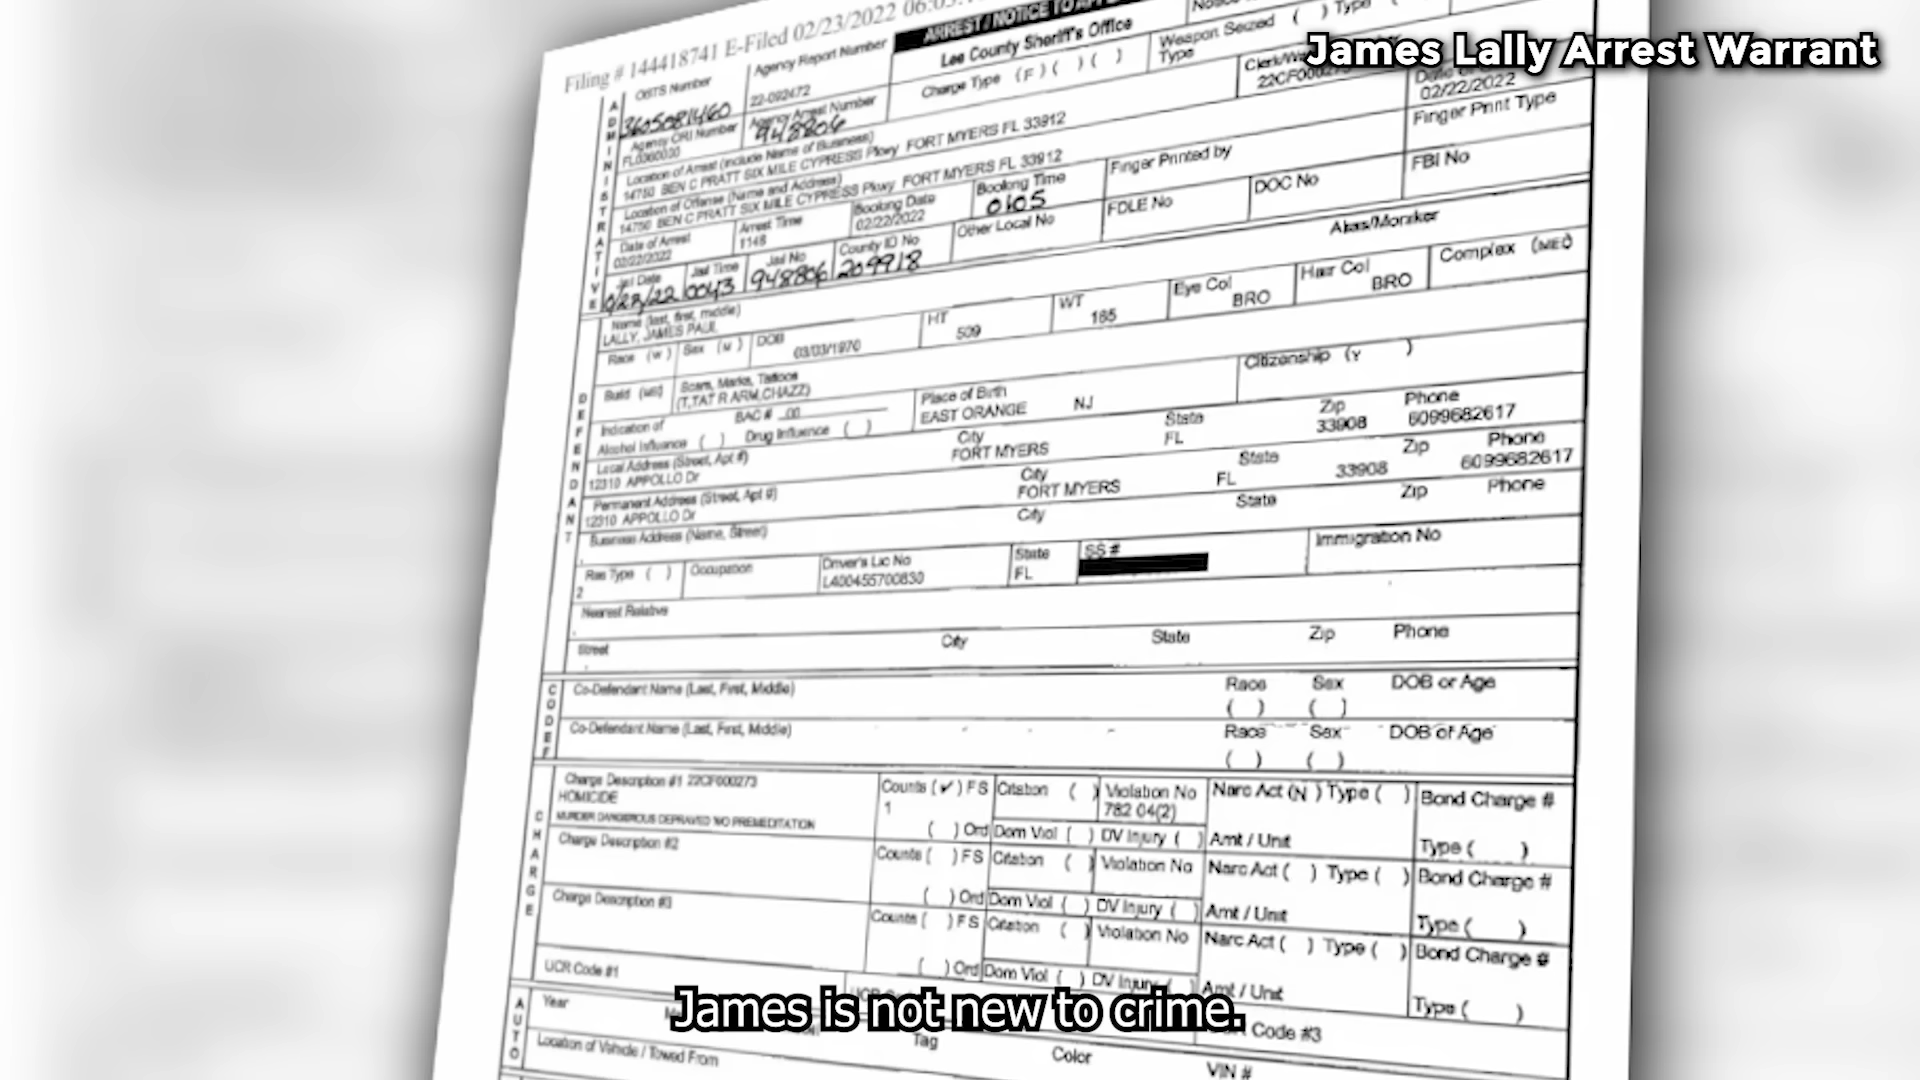 Filing # 144418741 E-Filed 02/23/2022
ARREST / NOTICE TO
James Lally Arrest Warrant
OBTS Number
Agency Report Number
Lee County Sheriff's Office
Weapon Seized ( ) Type (
Type
3605081460
22-092472
Charge Type (F) ( ) ( )
02/22/2022
Agency ORI Number
Agency Arrest Number
FL0360000
948806
Finger Print Type
Location of Arrest (Include Name of Business)
14750 BEN C PRATT SIX MILE CYPRESS Pkwy FORT MYERS FL 33912
Location of Offense (Name and Address)
14750 BEN C PRATT SIX MILE CYPRESS Pkwy FORT MYERS FL 33912
Date of Arrest
02/22/2022
Arrest Time
1148
Booking Date
02/22/2022
Booking Time
0105
Finger Printed by
FDLE No
DOC No
FBI No
Jail Date
Jail Time
0043
Jail No
948806
County ID No
209918
Other Local No
ADMINISTRATIVE
Name (last, first, middle)
LALLY, JAMES PAUL
Alias/Moniker
Race (W) Sex (M) DOB
03/03/1970
HT
509
WT
165
Eye Col
BRO
Hair Col
BRO
Complex (MED
Build (MED) Scars, Marks, Tattoos
(T,TAT R ARM,CHAZZ)
Place of Birth
EAST ORANGE NJ
Citizenship (Y )
Indication of BAC # .00
Alcohol Influence ( ) Drug Influence ( )
Local Address (Street, Apt #) City State Zip Phone
12310 APPOLLO Dr FORT MYERS FL 33908 6099682617
Permanent Address (Street, Apt #) City State Zip Phone
12310 APPOLLO Dr FORT MYERS FL 33908 6099682617
Business Address (Name, Street) City State Zip Phone
DEFENDANT
Res Type ( )
2
Occupation
Driver's Lic No
L400455700830
State
FL
SS #
Immigration No
Nearest Relative
Street City State Zip Phone
CODEF
Co-Defendant Name (Last, First, Middle) Race Sex DOB or Age
( ) ( )
Co-Defendant Name (Last, First, Middle) Race Sex DOB or Age
( ) ( )
CHARGE
Charge Description #1 22CF000273 Counts (✓) FS Citation ( ) Violation No Narc Act (N ) Type ( ) Bond Charge #
HOMICIDE 1 782 04(2)
MURDER DANGEROUS DEPRAVED WO PREMEDITATION ( ) Ord Dom Viol ( ) DV Injury ( ) Amt / Unit Type ( )
Charge Description #2 Counts ( ) FS Citation ( ) Violation No Narc Act ( ) Type ( ) Bond Charge #
( ) Ord Dom Viol ( ) DV Injury ( ) Amt / Unit Type ( )
Charge Description #3 Counts ( ) FS Citation ( ) Violation No Narc Act ( ) Type ( ) Bond Charge #
( ) Ord Dom Viol ( ) DV Injury ( ) Amt / Unit Type ( )
UCR Code #1 Code #3
James is not new to crime.
AUTO
Year Tag Color VIN #
Location of Vehicle / Towed From